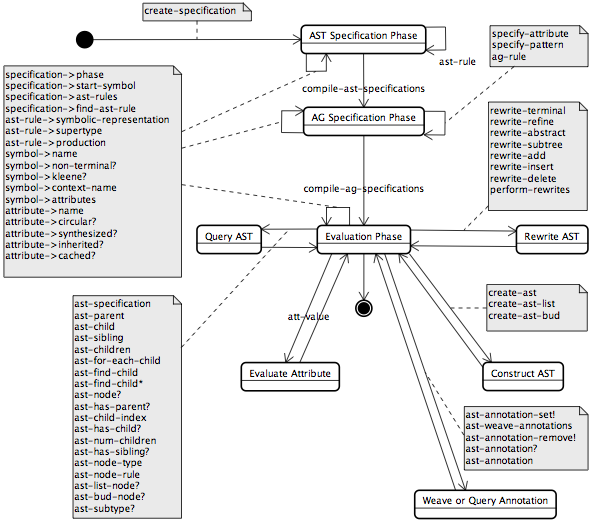 create-specification
AST Specification Phase
ast-rule
specify-attribute
specify-pattern
ag-rule
compile-ast-specifications
specification->phase
specification->start-symbol
specification->ast-rules
specification->find-ast-rule
ast-rule->symbolic-representation
ast-rule->supertype
ast-rule->production
symbol->name
symbol->non-terminal?
symbol->kleene?
symbol->context-name
symbol->attributes
attribute->name
attribute->circular?
attribute->synthesized?
attribute->inherited?
attribute->cached?
AG Specification Phase
rewrite-terminal
rewrite-refine
rewrite-abstract
rewrite-subtree
rewrite-add
rewrite-insert
rewrite-delete
perform-rewrites
compile-ag-specifications
Query AST
Evaluation Phase
Rewrite AST
att-value
create-ast
create-ast-list
create-ast-bud
ast-specification
ast-parent
ast-child
ast-sibling
ast-children
ast-for-each-child
ast-find-child
ast-find-child*
ast-node?
ast-has-parent?
ast-child-index
ast-has-child?
ast-num-children
ast-has-sibling?
ast-node-type
ast-node-rule
ast-list-node?
ast-bud-node?
ast-subtype?
Evaluate Attribute
Construct AST
ast-annotation-set!
ast-weave-annotations
ast-annotation-remove!
ast-annotation?
ast-annotation
Weave or Query Annotation